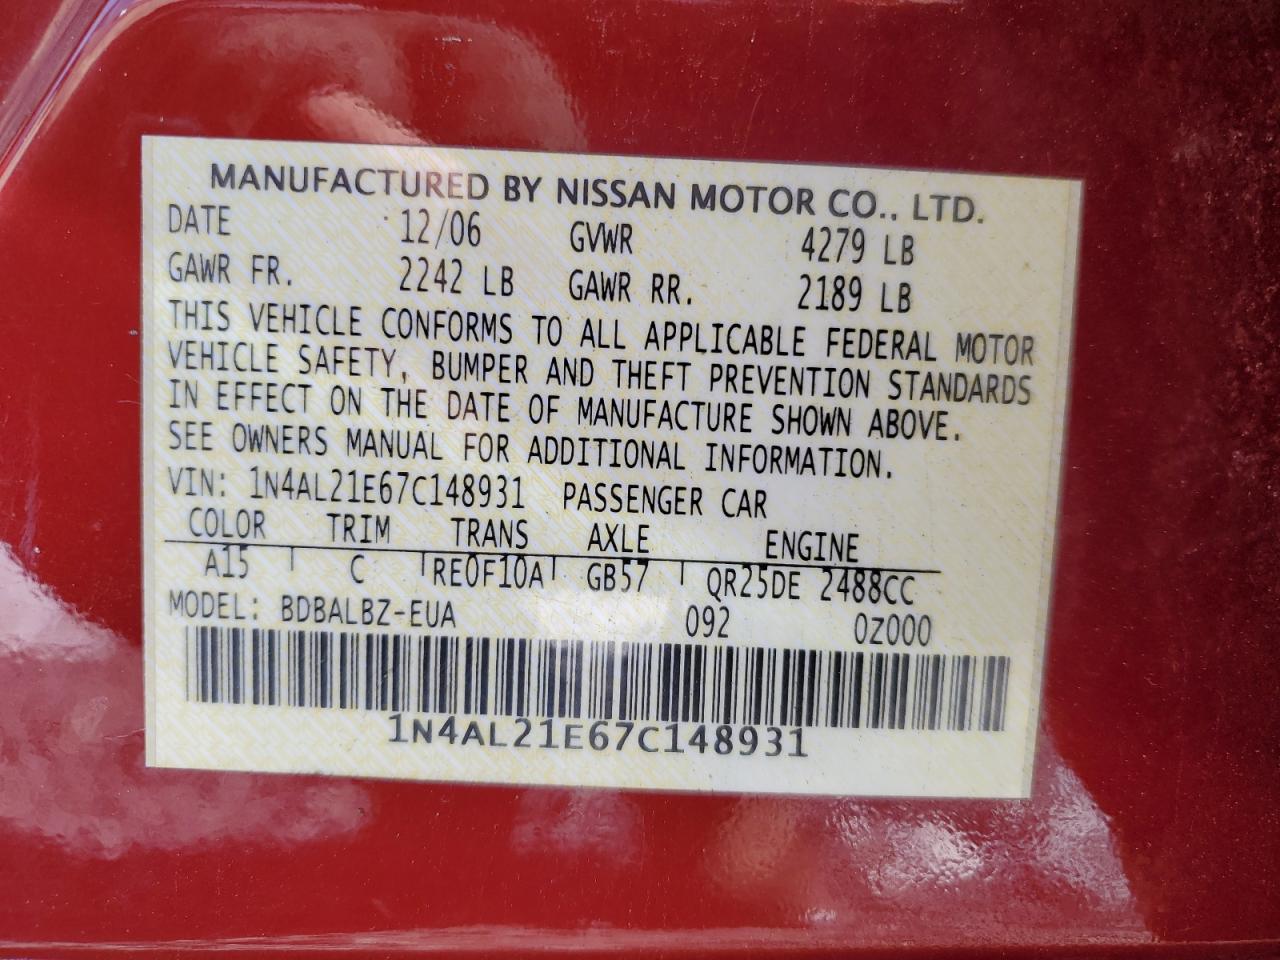 MANUFACTURED BY NISSAN MOTOR CO., LTD.
DATE 12/06 GVWR 4279 LB
GAWR FR. 2242 LB GAWR RR. 2189 LB
THIS VEHICLE CONFORMS TO ALL APPLICABLE FEDERAL MOTOR
VEHICLE SAFETY, BUMPER AND THEFT PREVENTION STANDARDS
IN EFFECT ON THE DATE OF MANUFACTURE SHOWN ABOVE.
SEE OWNERS MANUAL FOR ADDITIONAL INFORMATION.
VIN: 1N4AL21E67C148931 PASSENGER CAR
COLOR TRIM TRANS AXLE ENGINE
A15 C RE0F10A GB57 QR25DE 2488CC
MODEL: BDBALBZ-EUA 092 0Z000
1N4AL21E67C148931